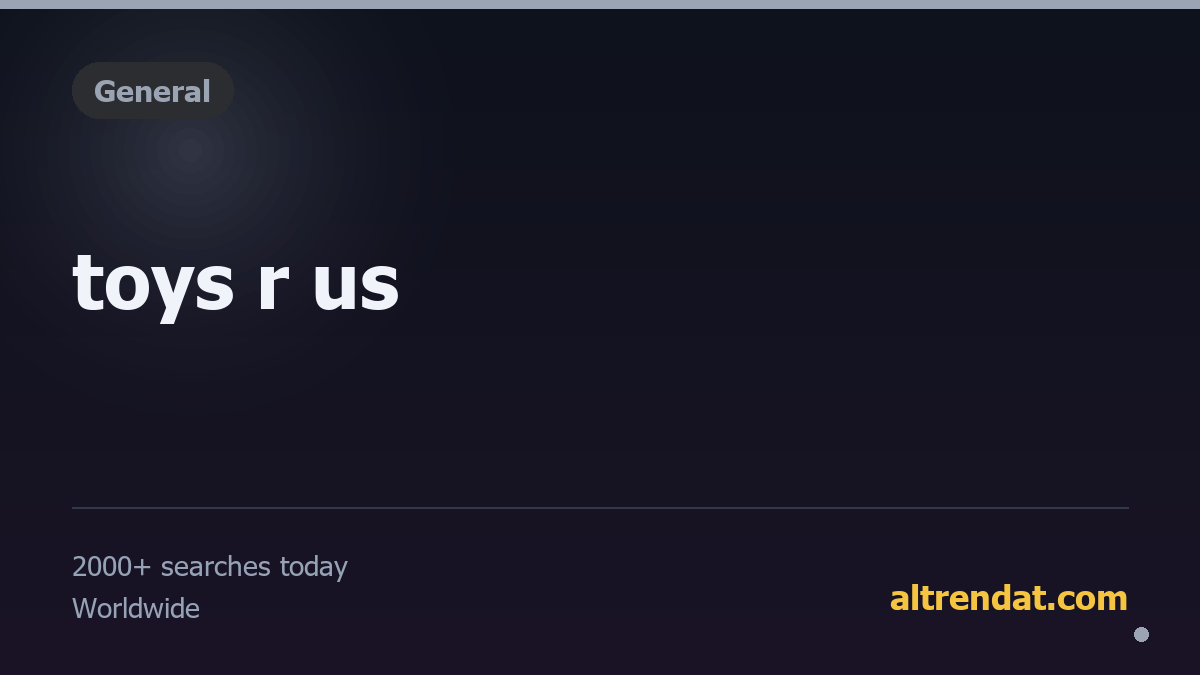 General
toys r us
2000+ searches today
Worldwide
altrendat.com